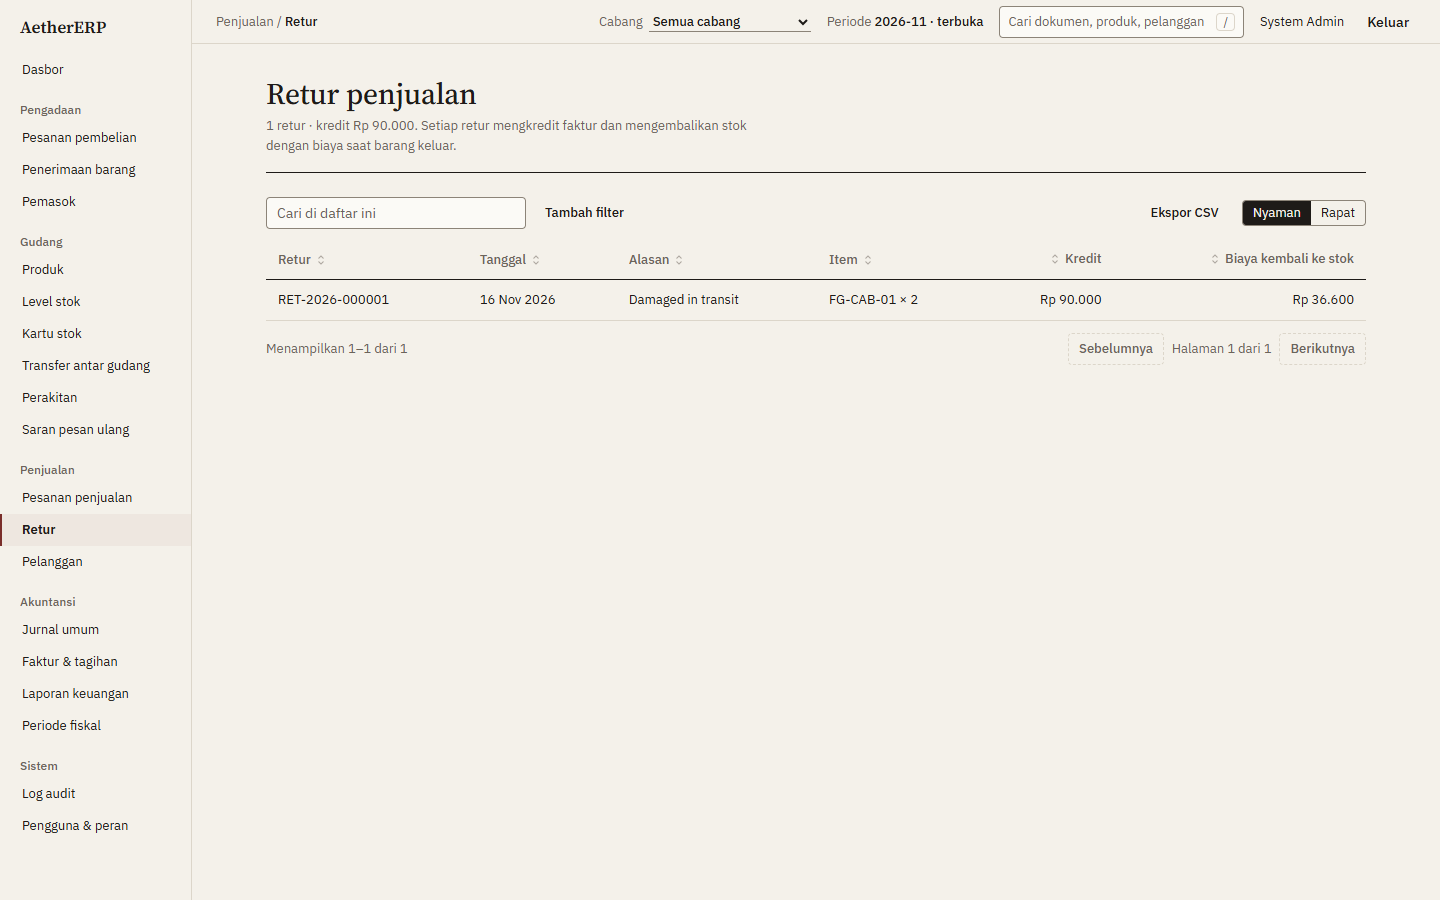 AetherERP
Dasbor
Pengadaan
Pesanan pembelian
Penerimaan barang
Pemasok
Gudang
Produk
Level stok
Kartu stok
Transfer antar gudang
Perakitan
Saran pesan ulang
Penjualan
Pesanan penjualan
Retur
Pelanggan
Akuntansi
Jurnal umum
Faktur & tagihan
Laporan keuangan
Periode fiskal
Sistem
Log audit
Pengguna & peran
Penjualan / Retur
Cabang Semua cabang
Periode 2026-11 · terbuka
Cari dokumen, produk, pelanggan /
System Admin
Keluar
Retur penjualan
1 retur · kredit Rp 90.000. Setiap retur mengkredit faktur dan mengembalikan stok
dengan biaya saat barang keluar.
Cari di daftar ini
Tambah filter
Ekspor CSV
Nyaman Rapat
Retur Tanggal Alasan Item Kredit Biaya kembali ke stok
RET-2026-000001 16 Nov 2026 Damaged in transit FG-CAB-01 × 2 Rp 90.000 Rp 36.600
Menampilkan 1–1 dari 1
Sebelumnya Halaman 1 dari 1 Berikutnya